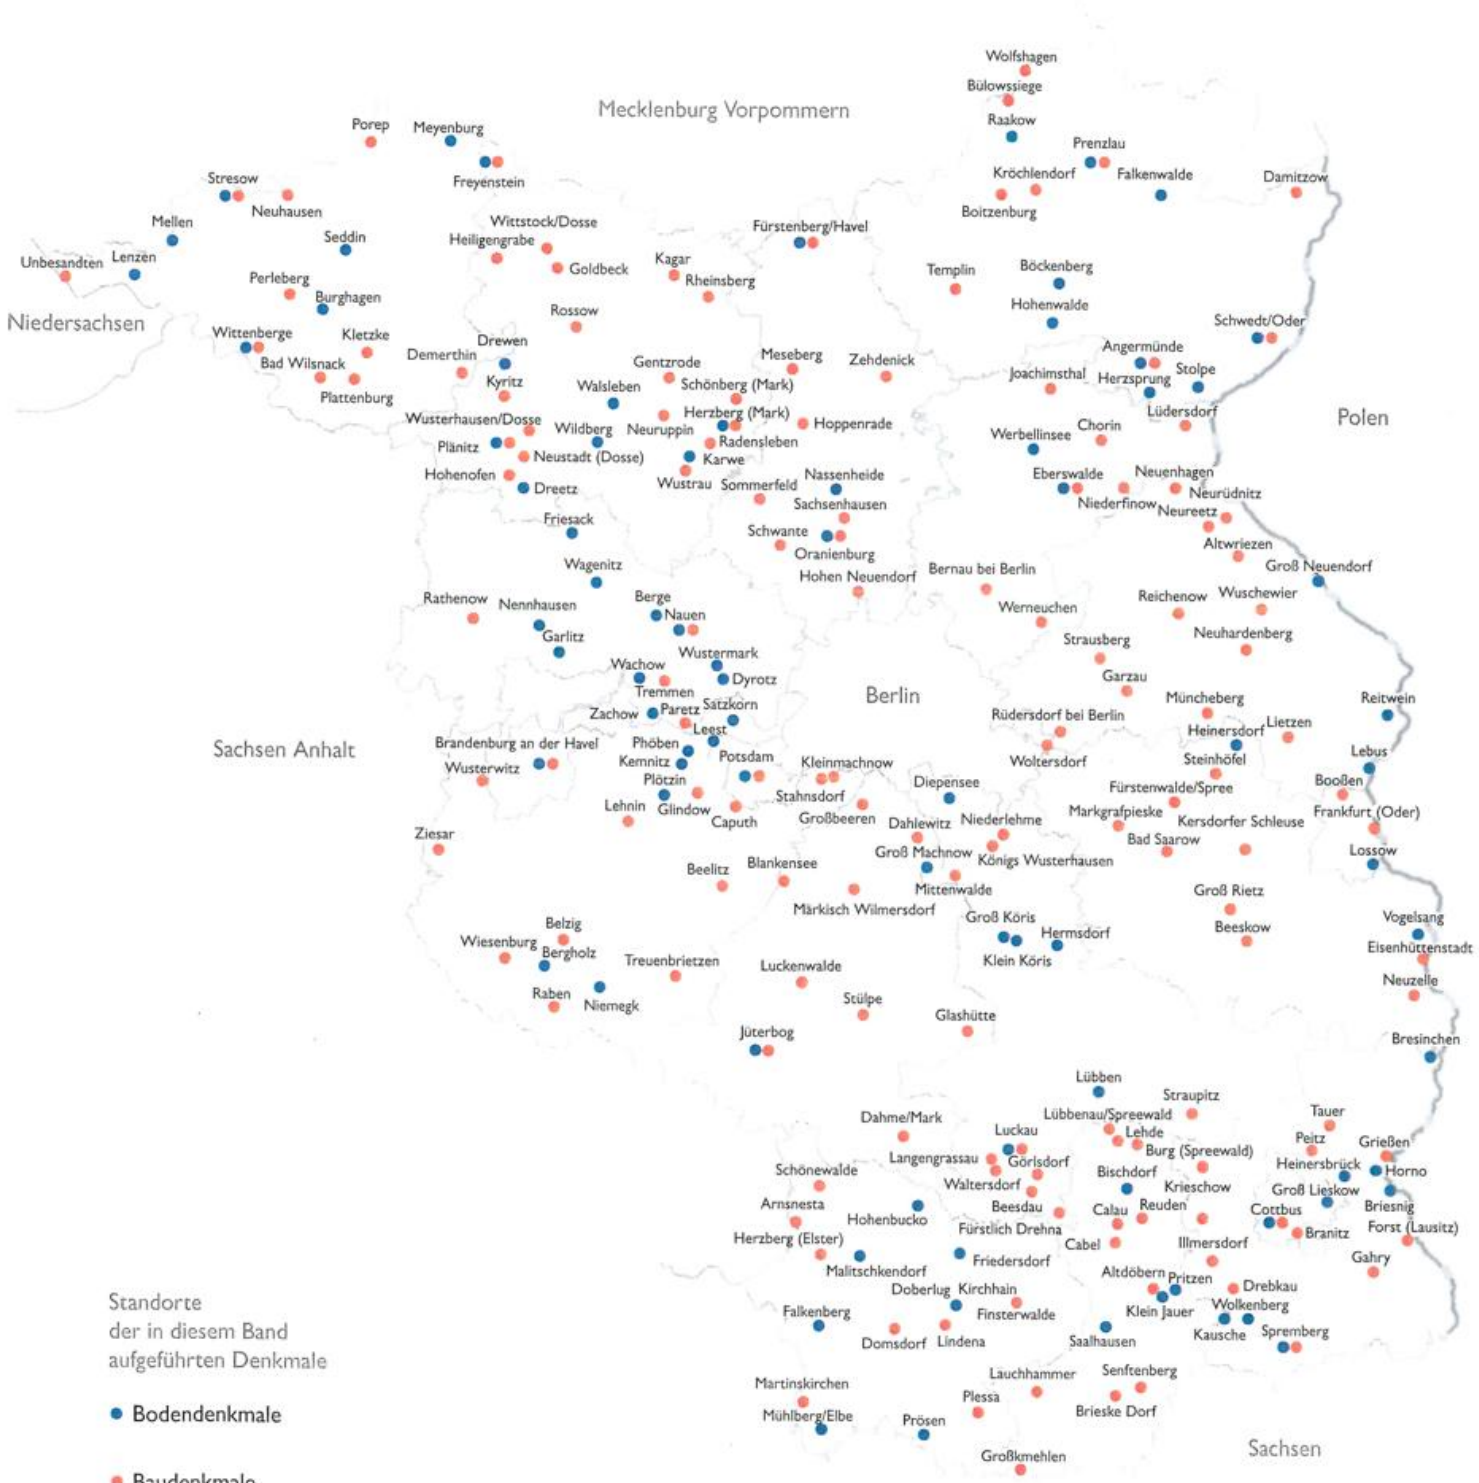 Wolfshagen
Bülowssiege
Mecklenburg Vorpommern
Raakow
Porep
Meyenburg
Prenzlau
Freyenstein
Kröchlendorf
Falkenwalde
Damitzow
Stresow
Neuhausen
Boitzenburg
Mellen
Wittstock/Dosse
Fürstenberg/Havel
Seddin
Heiligengrabe
Unbesandten
Lenzen
Goldbeck
Kagar
Rheinsberg
Templin
Böckenberg
Perleberg
Burghagen
Hohenwalde
Niedersachsen
Rossow
Schwedt/Oder
Wittenberge
Kletzke
Drewen
Angermünde
Bad Wilsnack
Demerthin
Gentzrode
Meseberg
Zehdenick
Joachimsthal
Herzsprung
Stolpe
Plattenburg
Kyritz
Walsleben
Schönberg (Mark)
Lüdersdorf
Polen
Wusterhausen/Dosse
Wildberg
Neuruppin
Herzberg (Mark)
Hoppenrade
Chorin
Plänitz
Neustadt (Dosse)
Radensleben
Karwe
Werbellinsee
Hohenofen
Dreetz
Wustrau
Sommerfeld
Nassenheide
Eberswalde
Neuenhagen
Niederfinow
Neurüdnitz
Neureetz
Sachsenhausen
Friesack
Schwante
Oranienburg
Altwriezen
Groß Neuendorf
Wagenitz
Hohen Neuendorf
Bernau bei Berlin
Rathenow
Nennhausen
Berge
Nauen
Werneuchen
Reichenow
Wuschewier
Garlitz
Strausberg
Neuhardenberg
Wustermark
Wachow
Dyrotz
Garzau
Tremmen
Berlin
Müncheberg
Reitwein
Zachow
Paretz
Satzkorn
Rüdersdorf bei Berlin
Heinersdorf
Lietzen
Leest
Sachsen Anhalt
Brandenburg an der Havel
Phöben
Kemnitz
Potsdam
Kleinmachnow
Woltersdorf
Steinhöfel
Lebus
Wusterwitz
Plötzin
Stahnsdorf
Diepensee
Fürstenwalde/Spree
Booßen
Lehnin
Glindow
Caputh
Großbeeren
Dahlewitz
Niederlehme
Markgrafpieske
Kersdorfer Schleuse
Frankfurt (Oder)
Ziesar
Groß Machnow
Königs Wusterhausen
Bad Saarow
Lossow
Beelitz
Blankensee
Mittenwalde
Groß Rietz
Märkisch Wilmersdorf
Groß Köris
Hermsdorf
Beeskow
Vogelsang
Belzig
Wiesenburg
Bergholz
Treuenbrietzen
Klein Köris
Eisenhüttenstadt
Luckenwalde
Neuzelle
Raben
Niemegk
Stülpe
Glashütte
Jüterbog
Bresinchen
Lübben
Straupitz
Dahme/Mark
Lübbenau/Spreewald
Tauer
Luckau
Lehde
Peitz
Grießen
Langengrassau
Görlsdorf
Burg (Spreewald)
Heinersbrück
Horno
Schönewalde
Waltersdorf
Bischdorf
Krieschow
Groß Lieskow
Arnsnesta
Hohenbucko
Beesdau
Calau
Reuden
Cottbus
Briesnig
Fürstlich Drehna
Branitz
Forst (Lausitz)
Herzberg (Elster)
Cabel
Illmersdorf
Gahry
Malitschkendorf
Friedersdorf
Altdöbern
Pritzen
Drebkau
Doberlug Kirchhain
Finsterwalde
Klein Jauer
Wolkenberg
Falkenberg
Kausche
Spremberg
Domsdorf
Lindena
Saalhausen
Lauchhammer
Senftenberg
Martinskirchen
Plessa
Brieske Dorf
Mühlberg/Elbe
Prösen
Großkmehlen
Sachsen
Standorte
der in diesem Band
aufgeführten Denkmale
Bodendenkmale
Baudenkmale